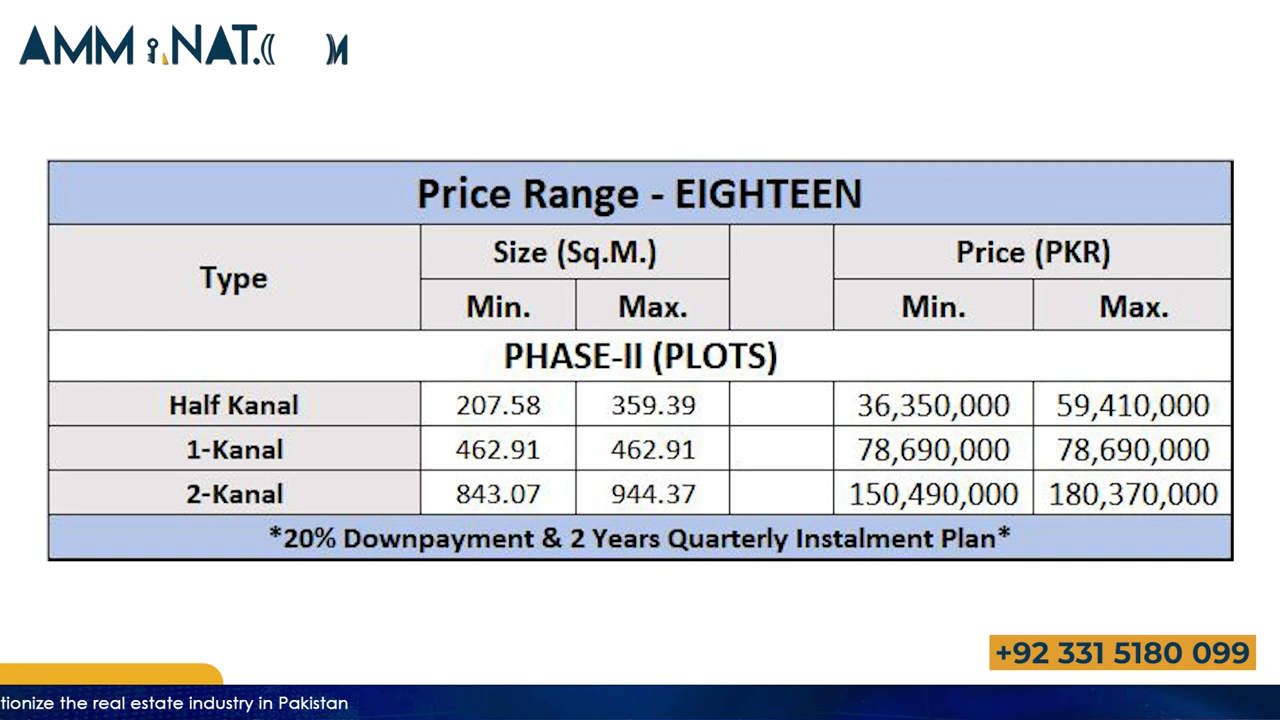 AMM NAT.
Price Range - EIGHTEEN
Type Size (Sq.M.) Price (PKR)
Min. Max. Min. Max.
PHASE-II (PLOTS)
Half Kanal 207.58 359.39 36,350,000 59,410,000
1-Kanal 462.91 462.91 78,690,000 78,690,000
2-Kanal 843.07 944.37 150,490,000 180,370,000
*20% Downpayment & 2 Years Quarterly Instalment Plan*
+92 331 5180 099
tionize the real estate industry in Pakistan